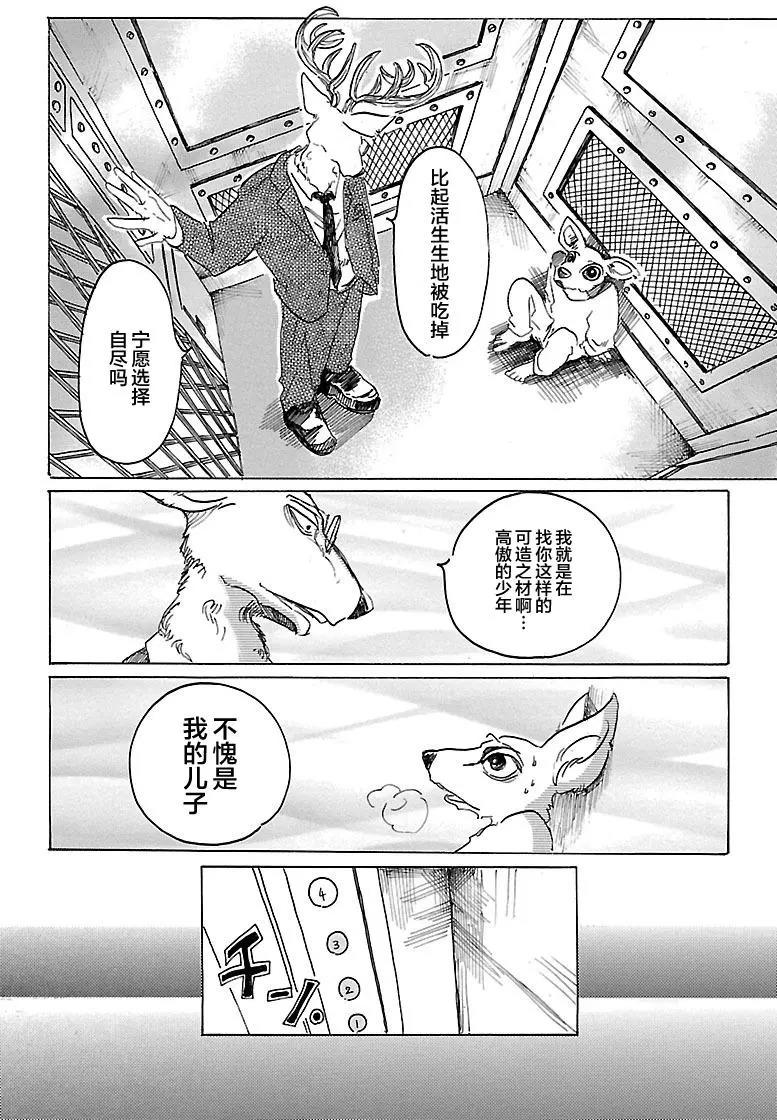 比起活生生地被吃掉
宁愿选择
自尽吗
我就是在
找你这样的
可造之材啊…
高傲的少年
不愧是
我的儿子
4
3
2
1
チーン。